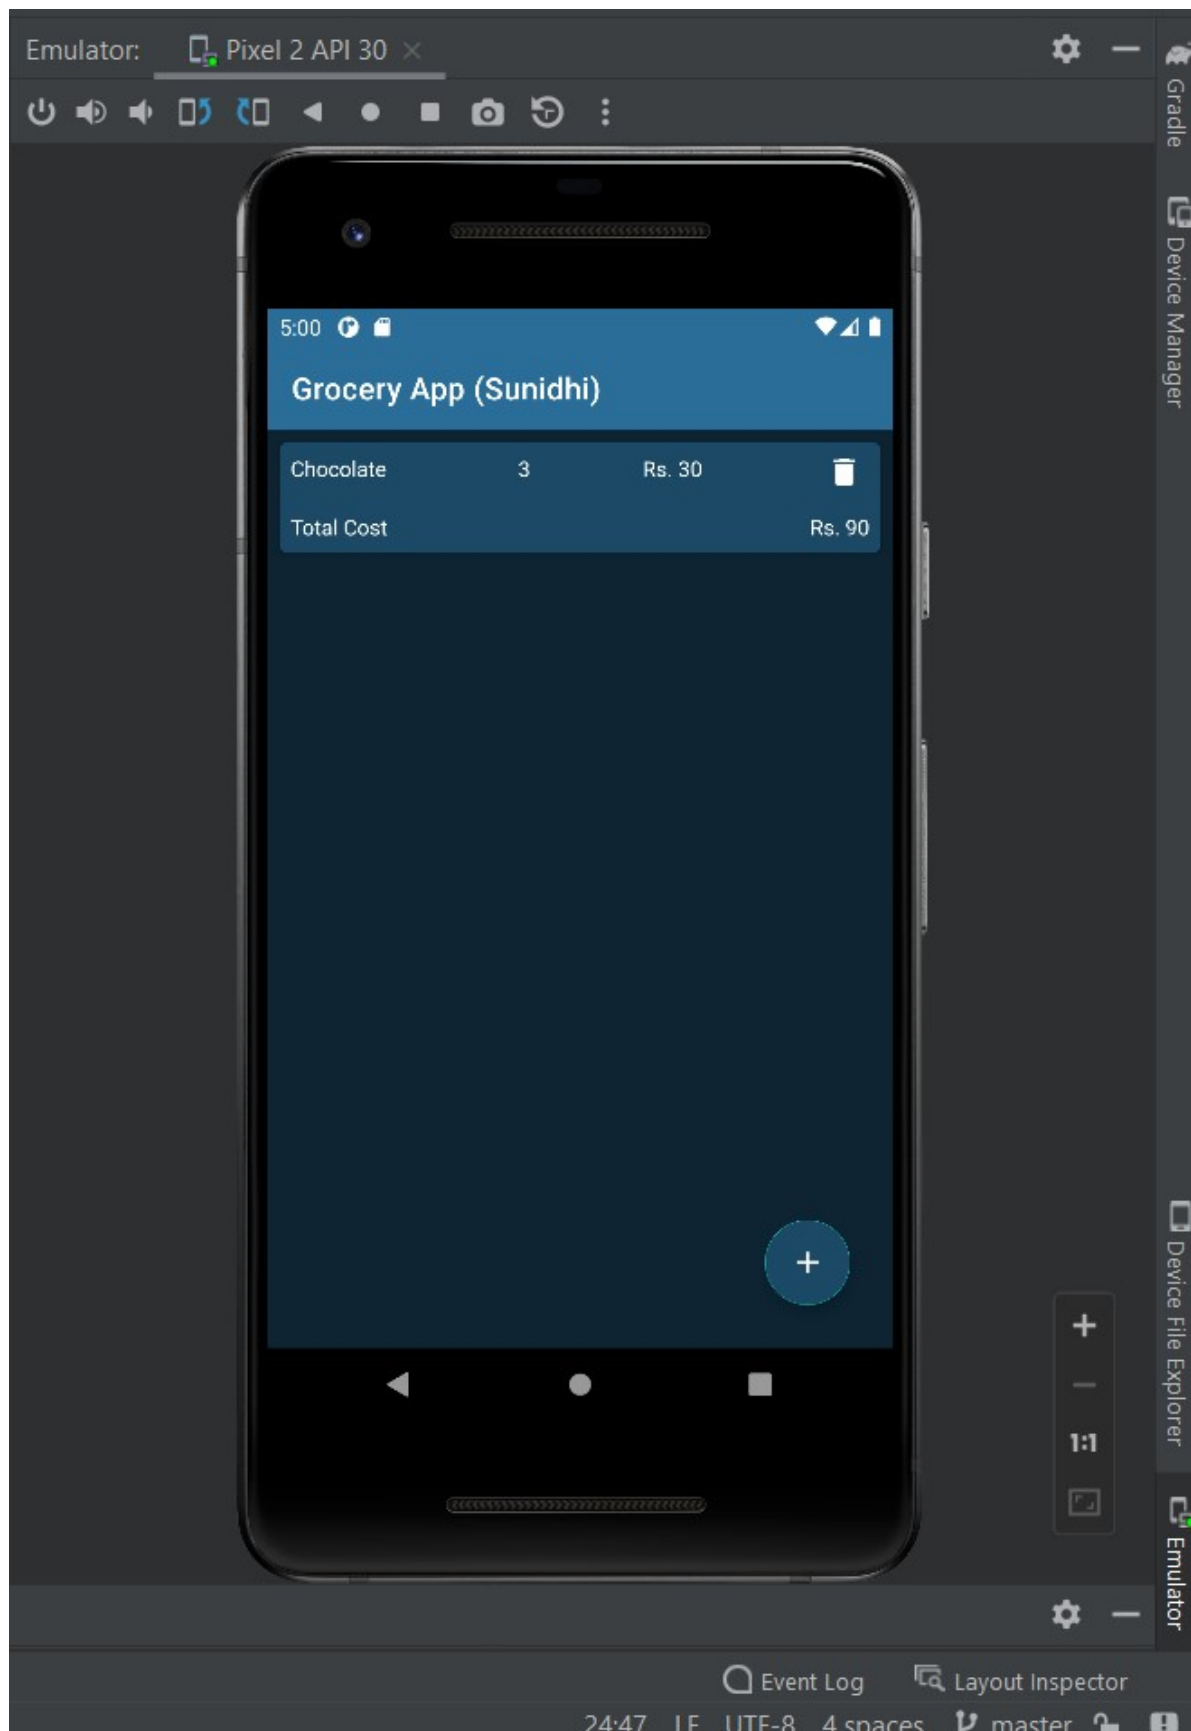 Emulator: Pixel 2 API 30
Gradle
Device Manager
5:00
Grocery App (Sunidhi)
Chocolate 3 Rs. 30
Total Cost Rs. 90
1:1
Device File Explorer
Emulator
Event Log Layout Inspector
24:47 LF UTF-8 4 spaces master